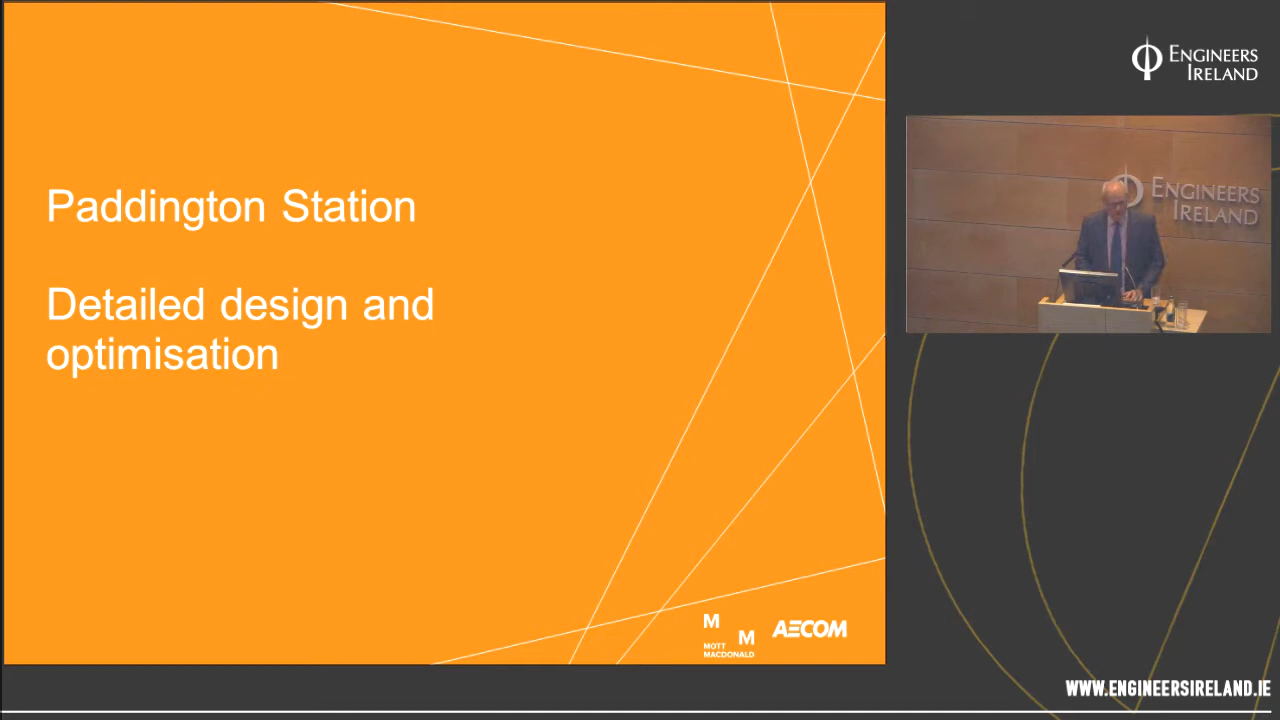 Paddington Station
Detailed design and
optimisation
M
M
MOTT
MACDONALD
AECOM
ENGINEERS
IRELAND
ENGINEERS
IRELAND
WWW.ENGINEERSIRELAND.IE